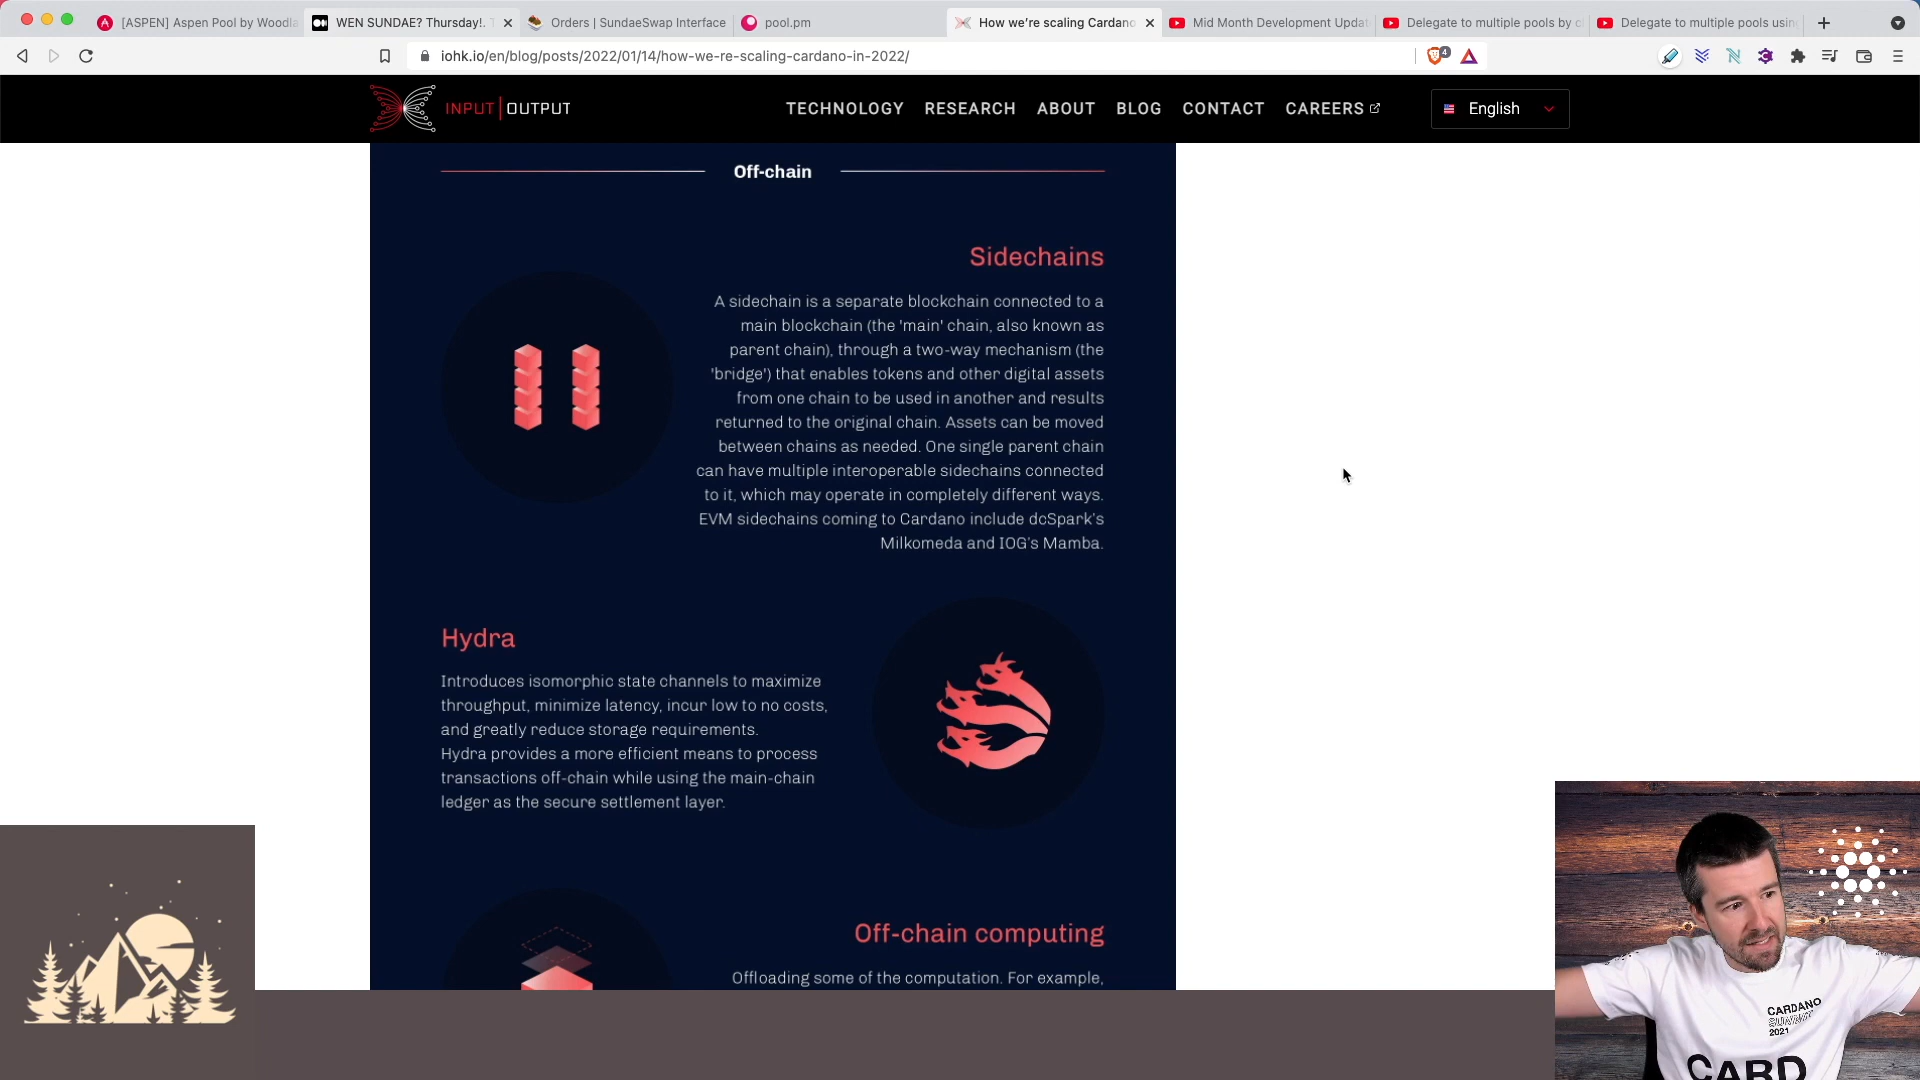 [ASPEN] Aspen Pool by Woodla
WEN SUNDAE? Thursday!.
Orders | SundaeSwap Interface
pool.pm
How we're scaling Cardano
Mid Month Development Updat
Delegate to multiple pools by c
Delegate to multiple pools usin
iohk.io/en/blog/posts/2022/01/14/how-we-re-scaling-cardano-in-2022/
4
INPUT | OUTPUT
TECHNOLOGY RESEARCH ABOUT BLOG CONTACT CAREERS
English
Off-chain
Sidechains
A sidechain is a separate blockchain connected to a
main blockchain (the 'main' chain, also known as
parent chain), through a two-way mechanism (the
'bridge') that enables tokens and other digital assets
from one chain to be used in another and results
returned to the original chain. Assets can be moved
between chains as needed. One single parent chain
can have multiple interoperable sidechains connected
to it, which may operate in completely different ways.
EVM sidechains coming to Cardano include dcSpark's
Milkomeda and IOG's Mamba.
Hydra
Introduces isomorphic state channels to maximize
throughput, minimize latency, incur low to no costs,
and greatly reduce storage requirements.
Hydra provides a more efficient means to process
transactions off-chain while using the main-chain
ledger as the secure settlement layer.
Off-chain computing
Offloading some of the computation. For example,
CARDANO
SUMMIT
2021
CARD